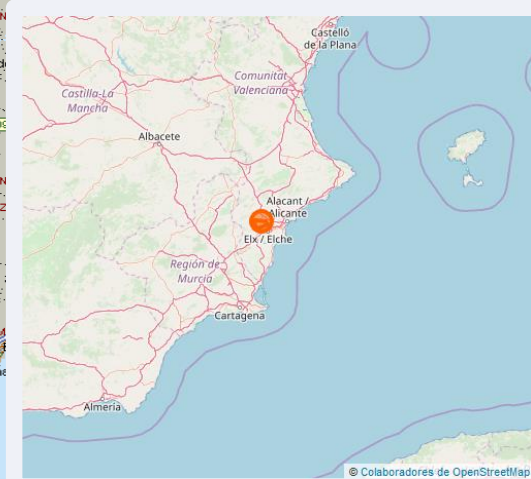 Castelló
de la Plana
Comunitat
Valenciana
Castilla-La
Mancha
Albacete
Alacant /
Alicante
Elx / Elche
Región de
Murcia
Cartagena
Almería
© Colaboradores de OpenStreetMap